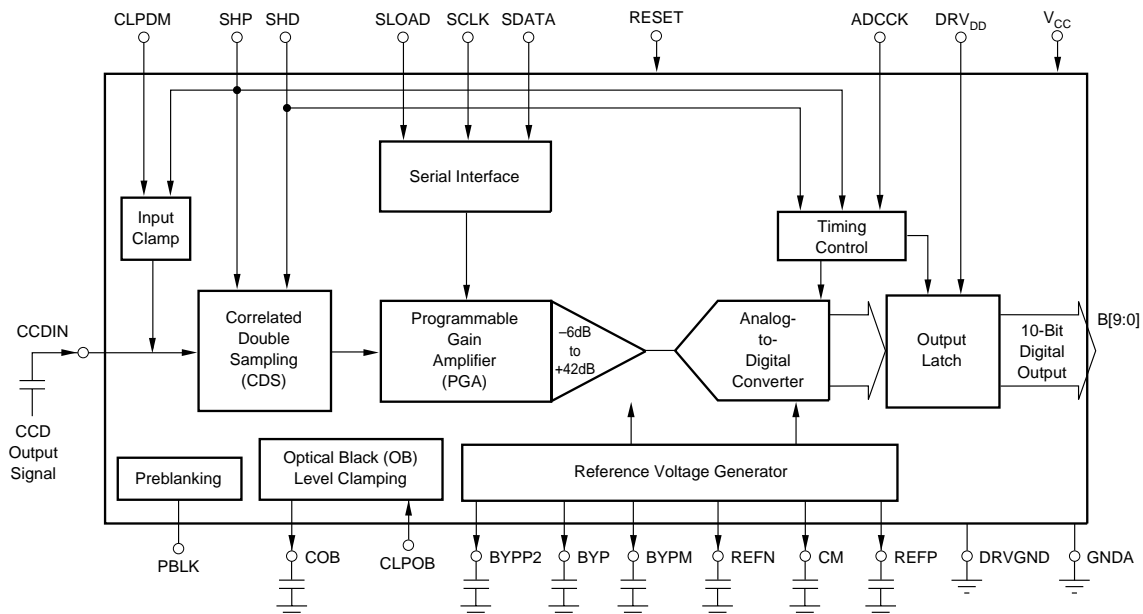 CLPDM SHP SHD SLOAD SCLK SDATA RESET ADCCK DRVDD VCC
Serial Interface
Input
Clamp
Timing
Control
CCDIN
Correlated
Double
Sampling
(CDS)
Programmable
Gain
Amplifier
(PGA)
–6dB
to
+42dB
Analog-
to-
Digital
Converter
Output
Latch
10-Bit
Digital
Output
B[9:0]
CCD
Output
Signal
Preblanking
Optical Black (OB)
Level Clamping
Reference Voltage Generator
PBLK COB CLPOB BYPP2 BYP BYPM REFN CM REFP DRVGND GNDA